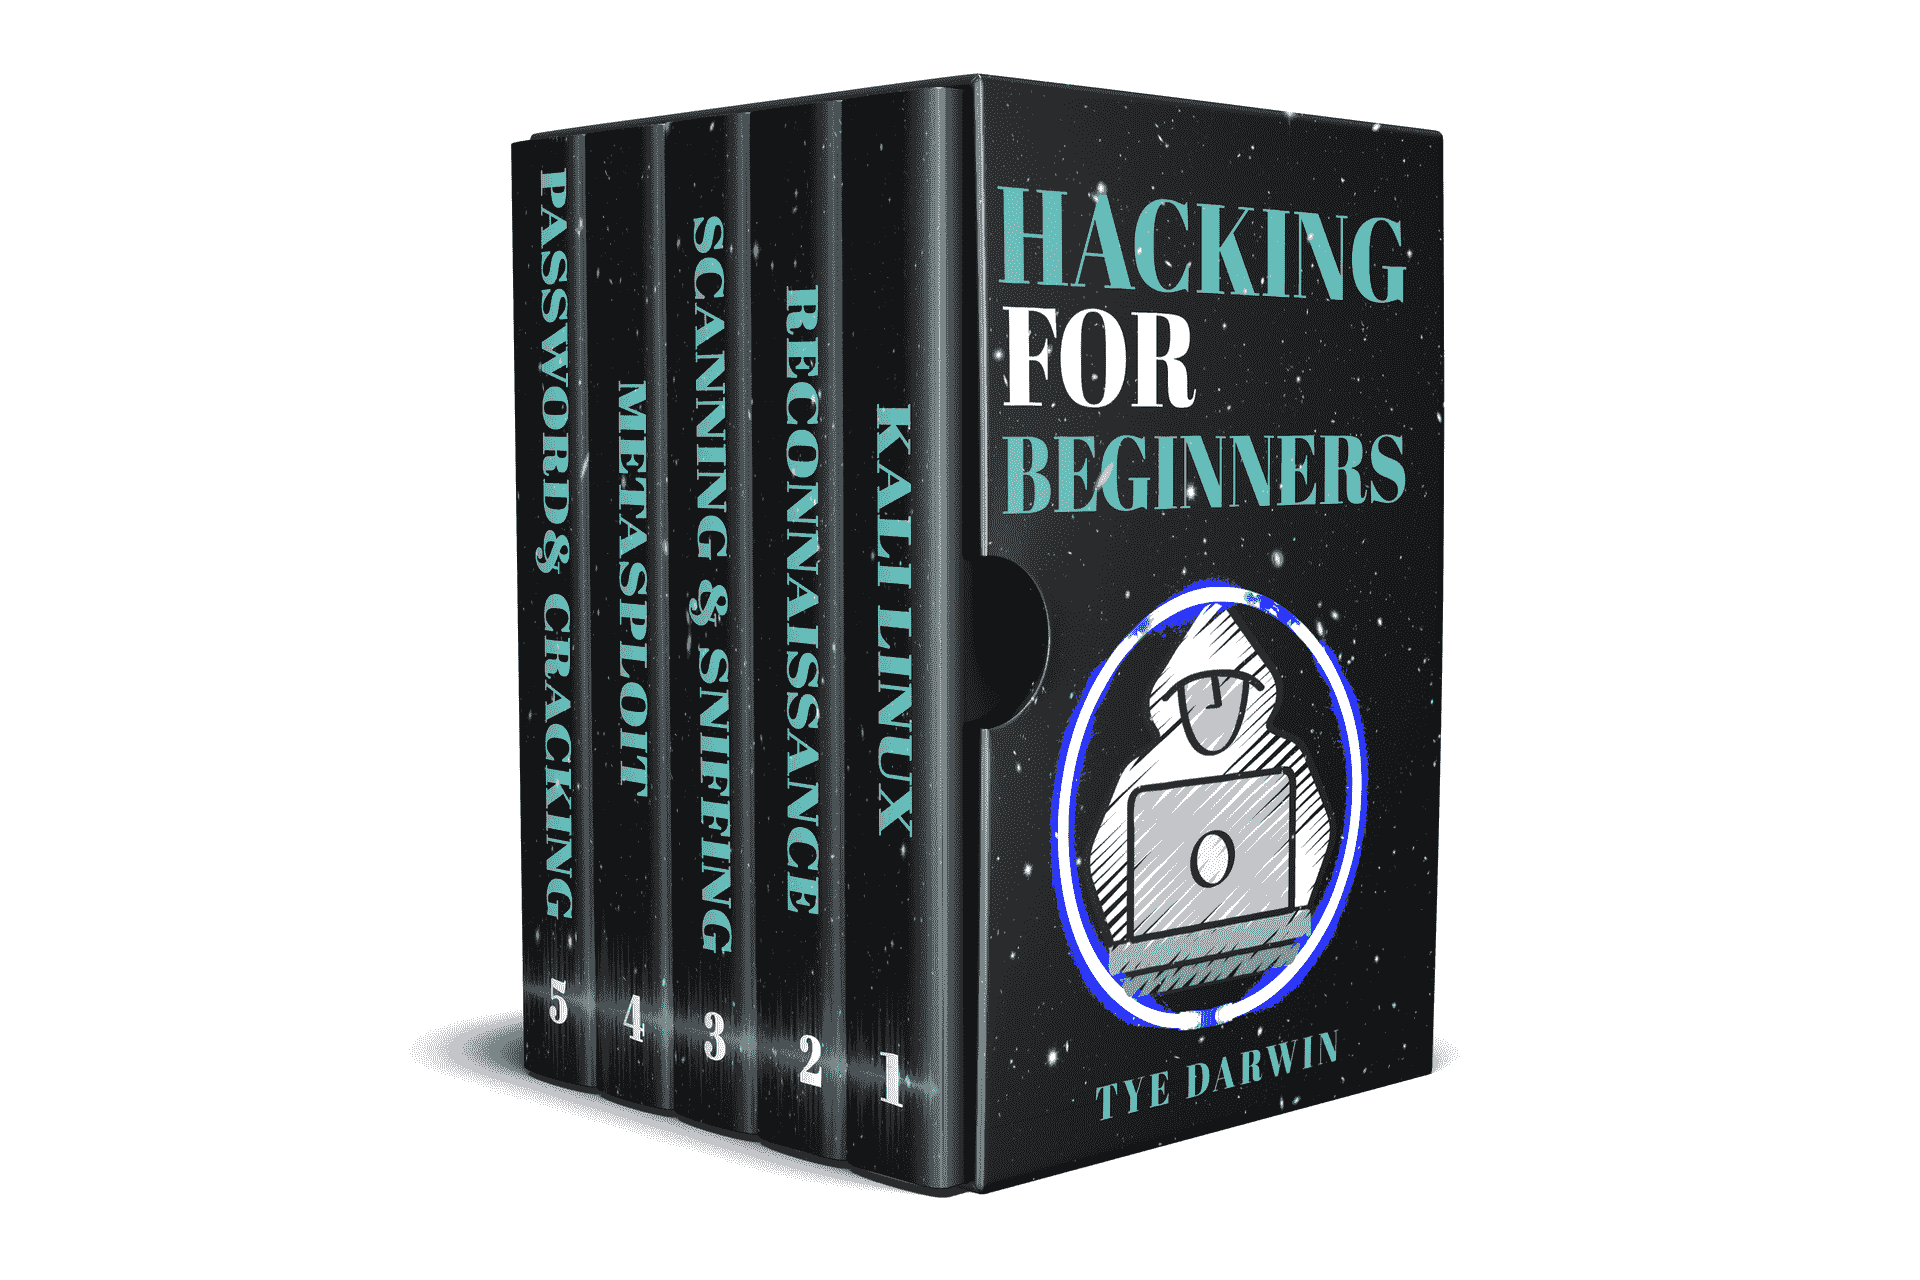 PASSWORD& CRACKING
5
METASPLOIT
4
SCANNING & SNIFFING
3
RECONNAISSANCE
2
KALI LINUX
1
HACKING
FOR
BEGINNERS
TYE DARWIN